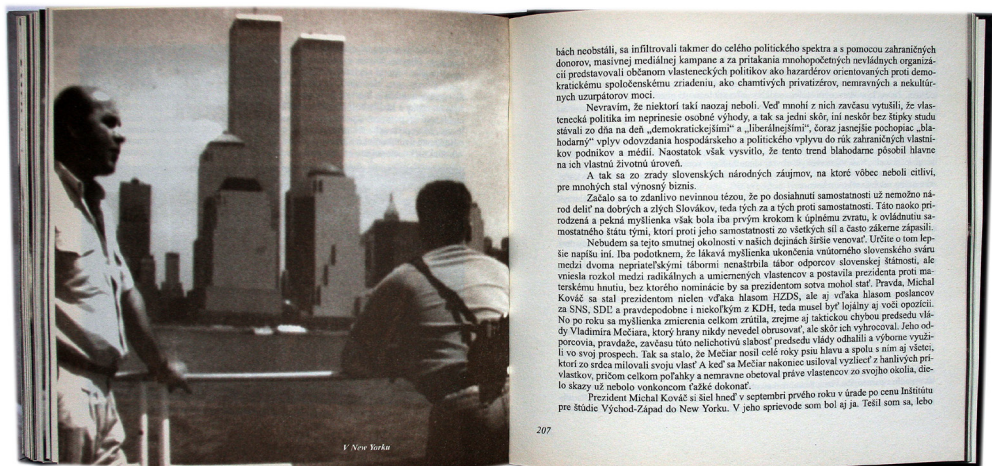 V New Yorku
bách neobstáli, sa infiltrovali takmer do celého politického spektra a s pomocou zahraničných
donorov, masívnej mediálnej kampane a za pritakania mnohopočetných nevládnych organizá-
cií predstavovali občanom vlasteneckých politikov ako hazardérov orientovaných proti demo-
kratickému spoločenskému zriadeniu, ako chamtivých privatizérov, nemravných a nekultúr-
nych uzurpátorov moci.
Nevravím, že niektorí takí naozaj neboli. Veď mnohí z nich zavčasu vytušili, že vlas-
tenecká politika im neprinesie osobné výhody, a tak sa jedni skôr, iní neskôr bez štipky studu
stávali zo dňa na deň „demokratickejšími“ a „liberálnejšími“, čoraz jasnejšie pochopiac „bla-
hodarný“ vplyv odovzdania hospodárskeho a politického vplyvu do rúk zahraničných vlastní-
kov podnikov a médií. Naostatok však vysvitlo, že tento trend blahodarne pôsobil hlavne
na ich vlastnú životnú úroveň.
A tak sa zo zrady slovenských národných záujmov, na ktoré vôbec neboli citliví,
pre mnohých stal výnosný biznis.
Začalo sa to zdanlivo nevinnou tézou, že po dosiahnutí samostatnosti už nemožno ná-
rod deliť na dobrých a zlých Slovákov, teda tých za a tých proti samostatnosti. Táto naoko pri-
rodzená a pekná myšlienka však bola iba prvým krokom k úplnému zvratu, k ovládnutiu sa-
mostatného štátu tými, ktorí proti jeho samostatnosti zo všetkých síl a často zákerne zápasili.
Nebudem sa tejto smutnej okolnosti v našich dejinách širšie venovať. Určite o tom lep-
šie napíšu iní. Iba podotknem, že lákavá myšlienka ukončenia vnútorného slovenského sváru
medzi dvoma nepriateľskými tábormi nenaštrbila tábor odporcov slovenskej štátnosti, ale
vniesla rozkol medzi radikálnych a umiernených vlastencov a postavila prezidenta proti ma-
terskému hnutiu, bez ktorého nominácie by sa prezidentom sotva mohol stať. Pravda, Michal
Kováč sa stal prezidentom nielen vďaka hlasom HZDS, ale aj vďaka hlasom poslancov
za SNS, SDĽ a pravdepodobne i niekoľkým z KDH, teda musel byť lojálny aj voči opozícii.
No po roku sa myšlienka zmierenia celkom zrútila, zrejme aj taktickou chybou predsedu vlá-
dy Vladimíra Mečiara, ktorý hrany nikdy nevedel obrusovať, ale skôr ich vyhrocoval. Jeho od-
porcovia, pravdaže, zavčasu túto nelichotivú slabosť predsedu vlády odhalili a výborne využi-
li vo svoj prospech. Tak sa stalo, že Mečiar nosil celé roky psiu hlavu a spolu s ním aj všetci,
ktorí zo srdca milovali svoju vlasť A keď sa Mečiar nakoniec usiloval vyzliecť z hanlivých prí-
vlastkov, pričom celkom poľahky a nemravne obetoval práve vlastencov zo svojho okolia, die-
lo skazy už nebolo vonkoncom ťažké dokonať.
Prezident Michal Kováč si šiel hneď v septembri prvého roku v úrade po cenu Inštitútu
pre štúdie Východ-Západ do New Yorku. V jeho sprievode som bol aj ja. Tešil som sa, lebo
207